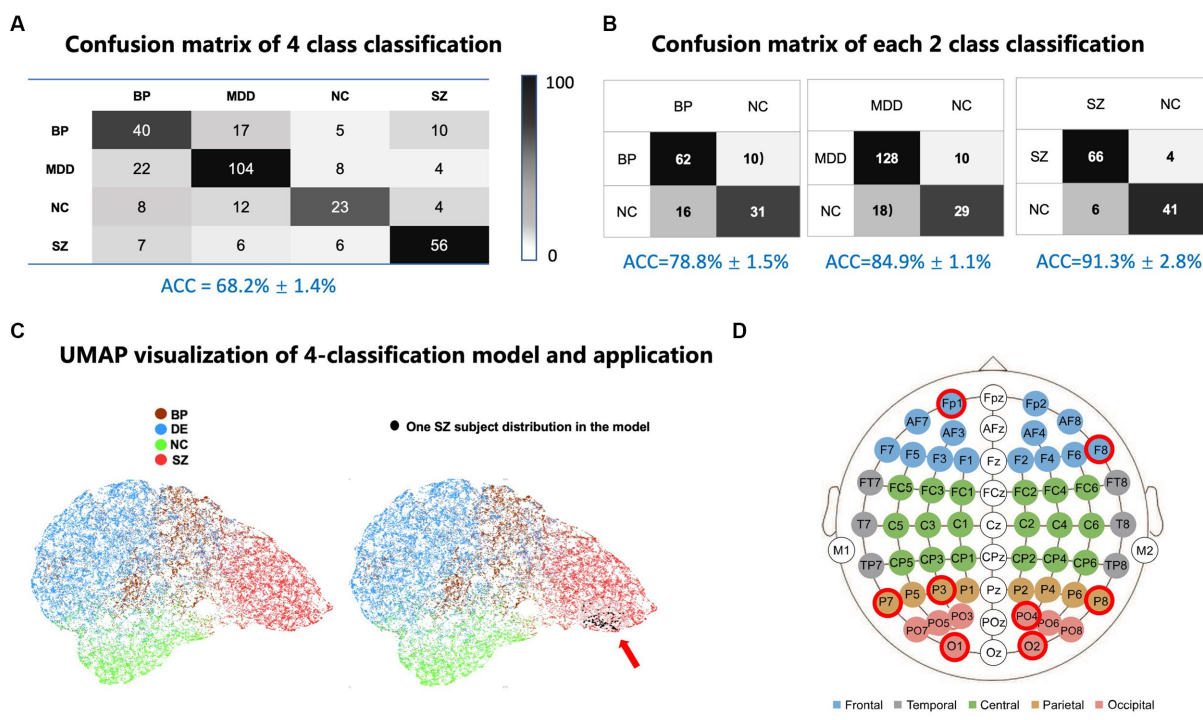 A
Confusion matrix of 4 class classification
BP MDD NC SZ
BP 40 17 5 10
MDD 22 104 8 4
NC 8 12 23 4
SZ 7 6 6 56
100
0
ACC = 68.2% ± 1.4%
B
Confusion matrix of each 2 class classification
BP NC
BP 62 10)
NC 16 31
ACC=78.8% ± 1.5%
MDD NC
MDD 128 10
NC 18) 29
ACC=84.9% ± 1.1%
SZ NC
SZ 66 4
NC 6 41
ACC=91.3% ± 2.8%
C
UMAP visualization of 4-classification model and application
BP
DE
NC
SZ
One SZ subject distribution in the model
D
Fp1 Fpz Fp2
AF7 AF3 AFz AF4 AF8
F7 F5 F3 F1 Fz F2 F4 F6 F8
FT7 FC5 FC3 FC1 FCz FC2 FC4 FC6 FT8
T7 C5 C3 C1 Cz C2 C4 C6 T8
M1 M2
TP7 CP5 CP3 CP1 CPz CP2 CP4 CP6 TP8
P7 P5 P3 P1 Pz P2 P4 P6 P8
PO7 PO5 PO3 POz PO4 PO6 PO8
O1 Oz O2
Frontal Temporal Central Parietal Occipital